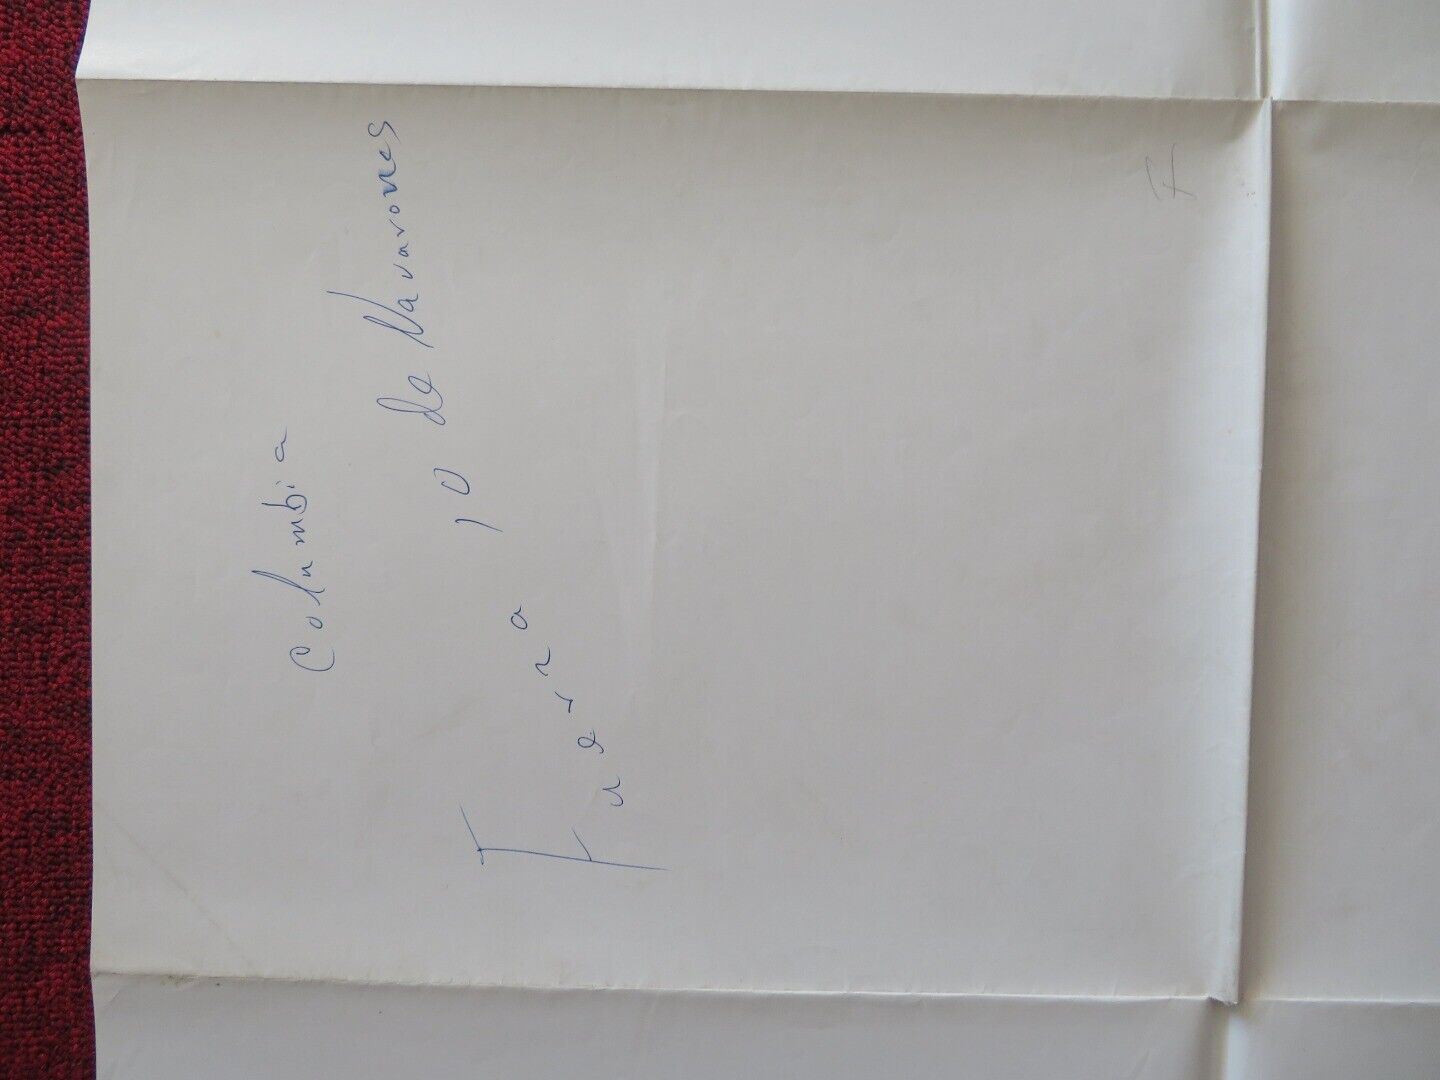 Columbia
Fuerza 10 de Navarones
F